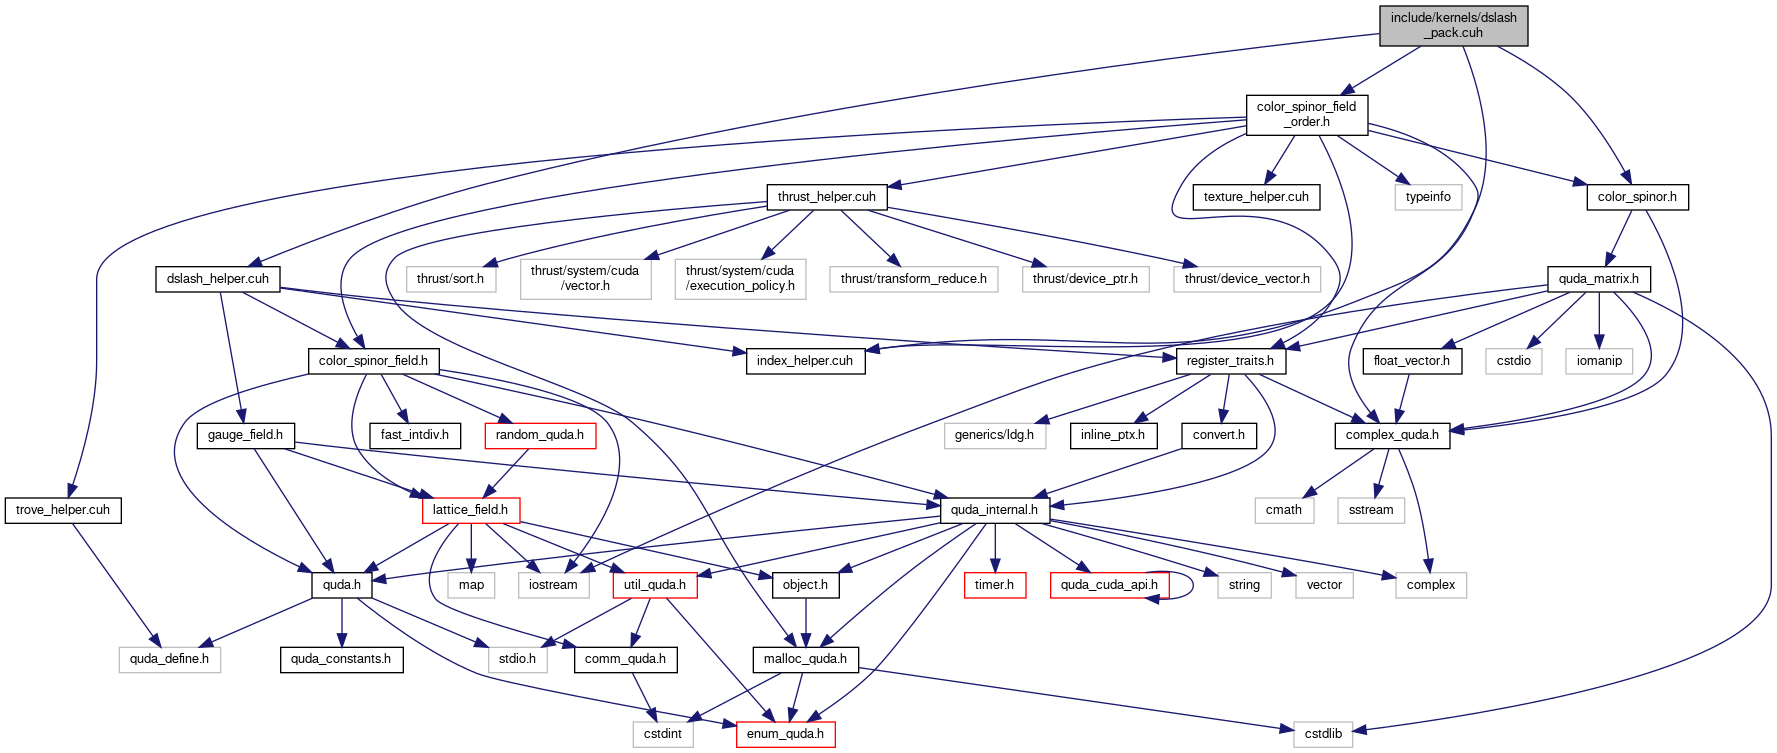 include/kernels/dslash
_pack.cuh
color_spinor_field
_order.h
thrust_helper.cuh
texture_helper.cuh
typeinfo
color_spinor.h
dslash_helper.cuh
thrust/sort.h
thrust/system/cuda
/vector.h
thrust/system/cuda
/execution_policy.h
thrust/transform_reduce.h
thrust/device_ptr.h
thrust/device_vector.h
quda_matrix.h
color_spinor_field.h
index_helper.cuh
register_traits.h
float_vector.h
cstdio
iomanip
gauge_field.h
fast_intdiv.h
random_quda.h
generics/ldg.h
inline_ptx.h
convert.h
complex_quda.h
trove_helper.cuh
lattice_field.h
quda_internal.h
cmath
sstream
quda.h
map
iostream
util_quda.h
object.h
timer.h
quda_cuda_api.h
string
vector
complex
quda_define.h
quda_constants.h
stdio.h
comm_quda.h
malloc_quda.h
cstdint
enum_quda.h
cstdlib